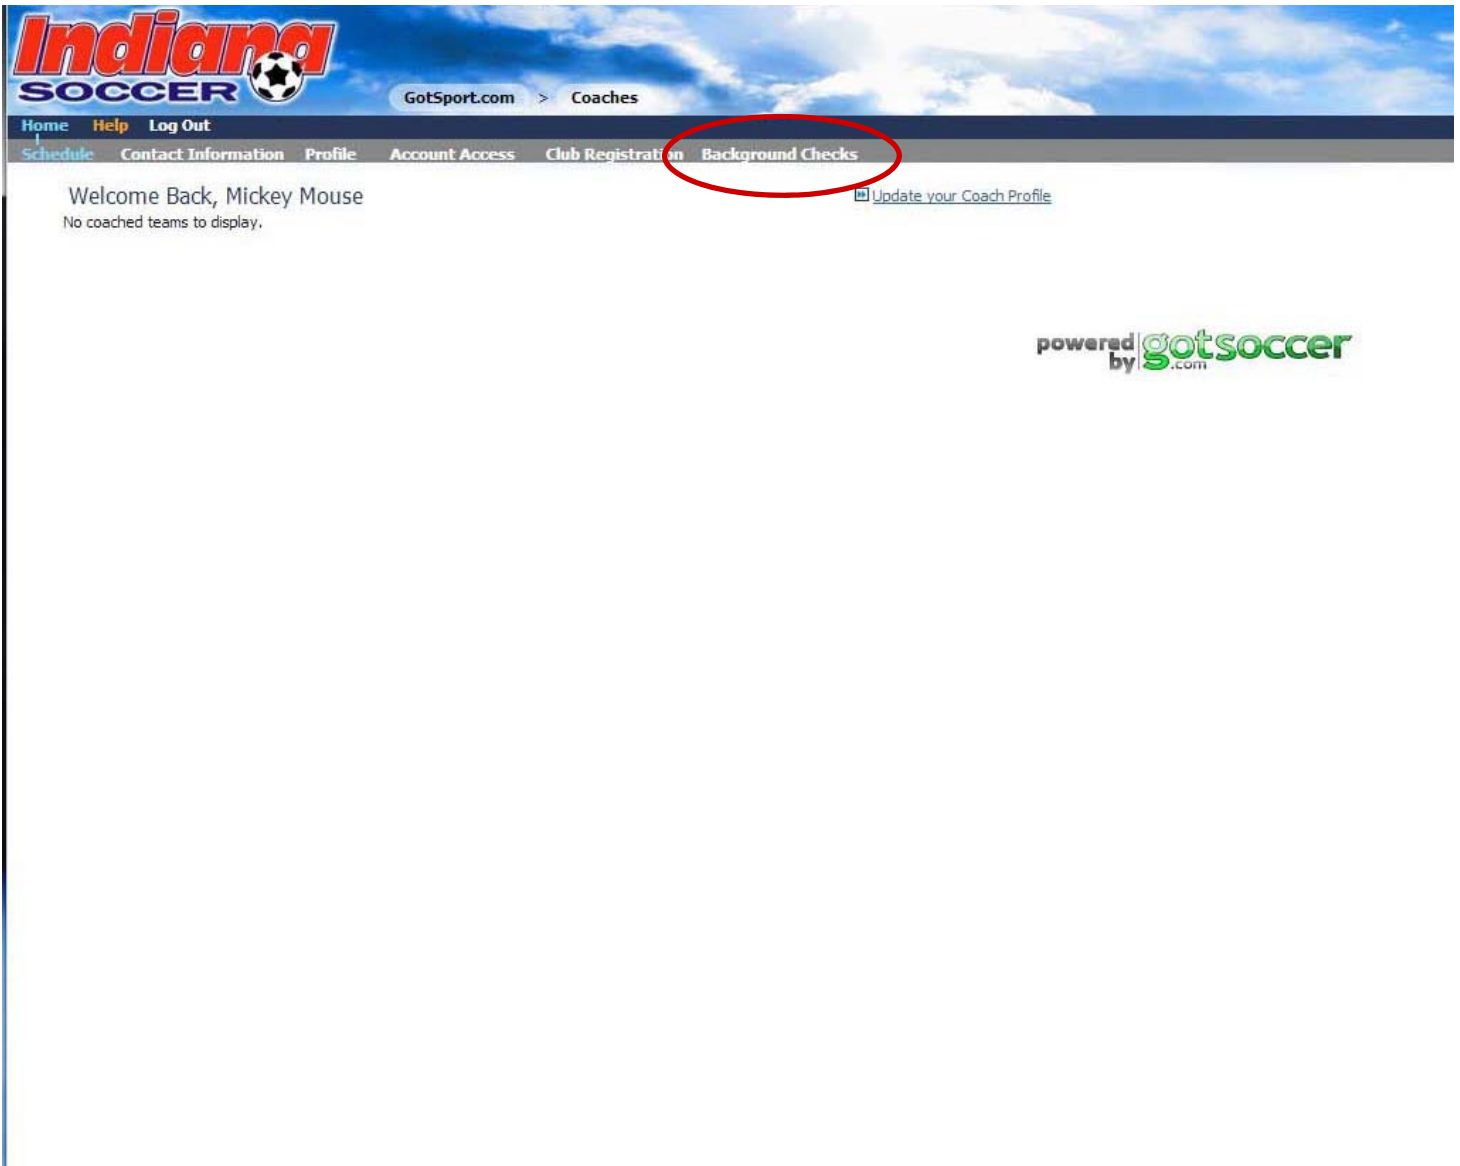 Indiana
SOCCER
GotSport.com > Coaches
Home Help Log Out
Schedule Contact Information Profile Account Access Club Registration Background Checks
Welcome Back, Mickey Mouse
Update your Coach Profile
No coached teams to display.
powered by gotsoccer .com